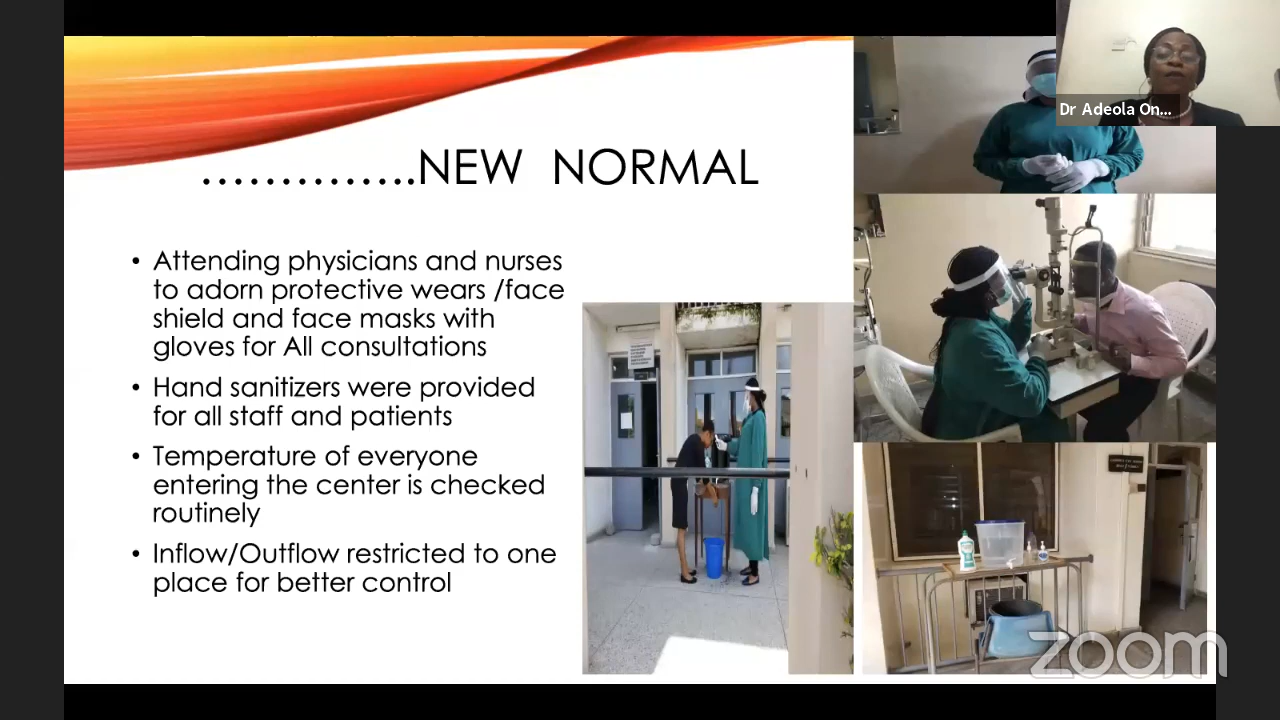 Dr Adeola On...
..............NEW NORMAL
• Attending physicians and nurses
to adorn protective wears /face
shield and face masks with
gloves for All consultations
• Hand sanitizers were provided
for all staff and patients
• Temperature of everyone
entering the center is checked
routinely
• Inflow/Outflow restricted to one
place for better control
zoom